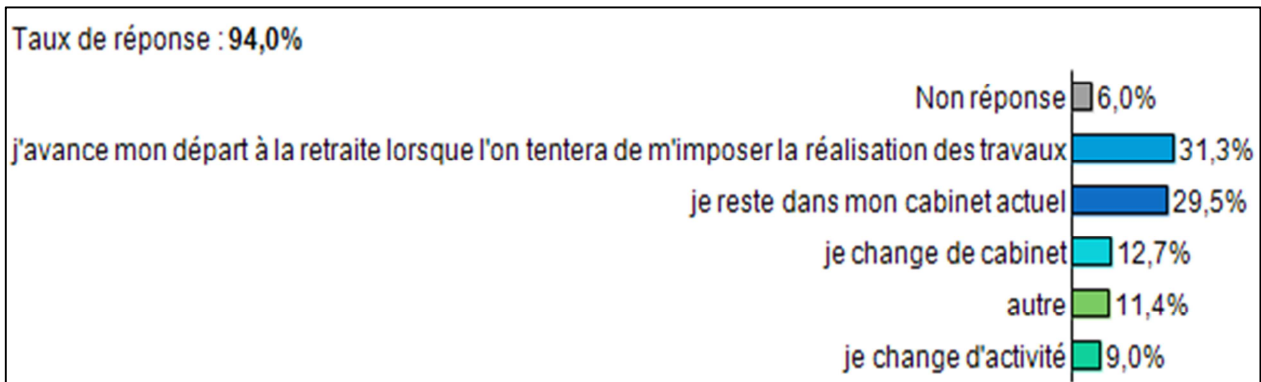 Taux de réponse : 94,0%
Non réponse 6,0%
j'avance mon départ à la retraite lorsque l'on tentera de m'imposer la réalisation des travaux 31,3%
je reste dans mon cabinet actuel 29,5%
je change de cabinet 12,7%
autre 11,4%
je change d'activité 9,0%